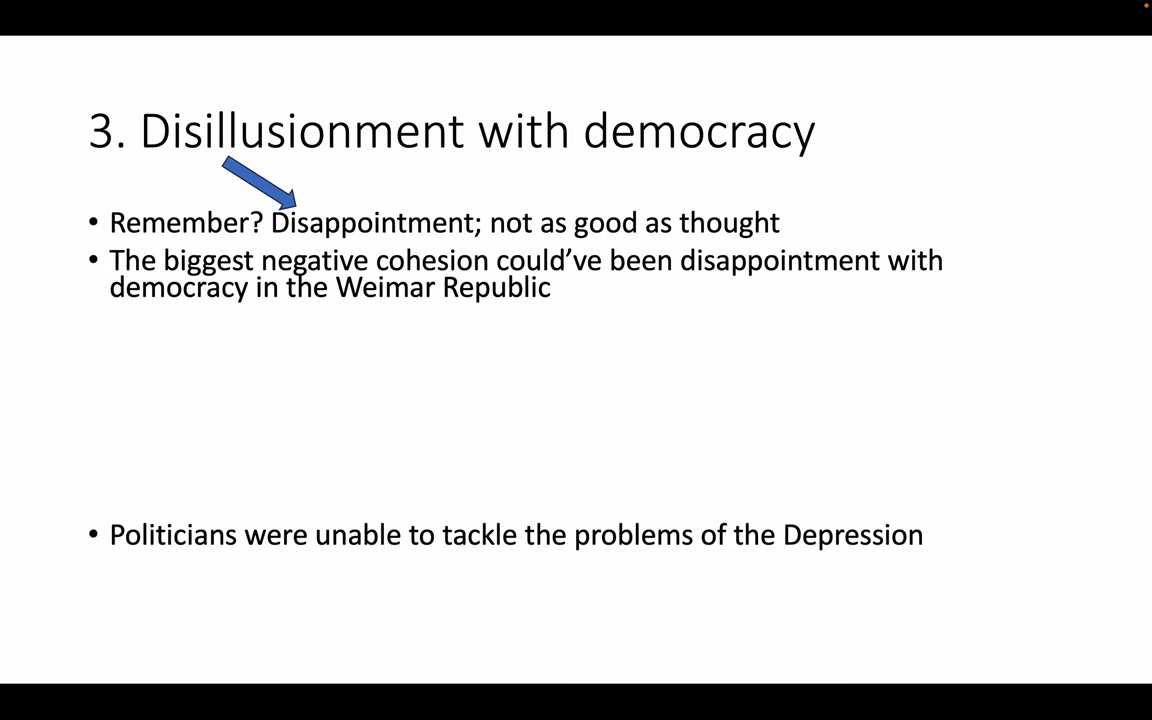 3. Disillusionment with democracy
• Remember? Disappointment; not as good as thought
• The biggest negative cohesion could’ve been disappointment with
democracy in the Weimar Republic
• Politicians were unable to tackle the problems of the Depression